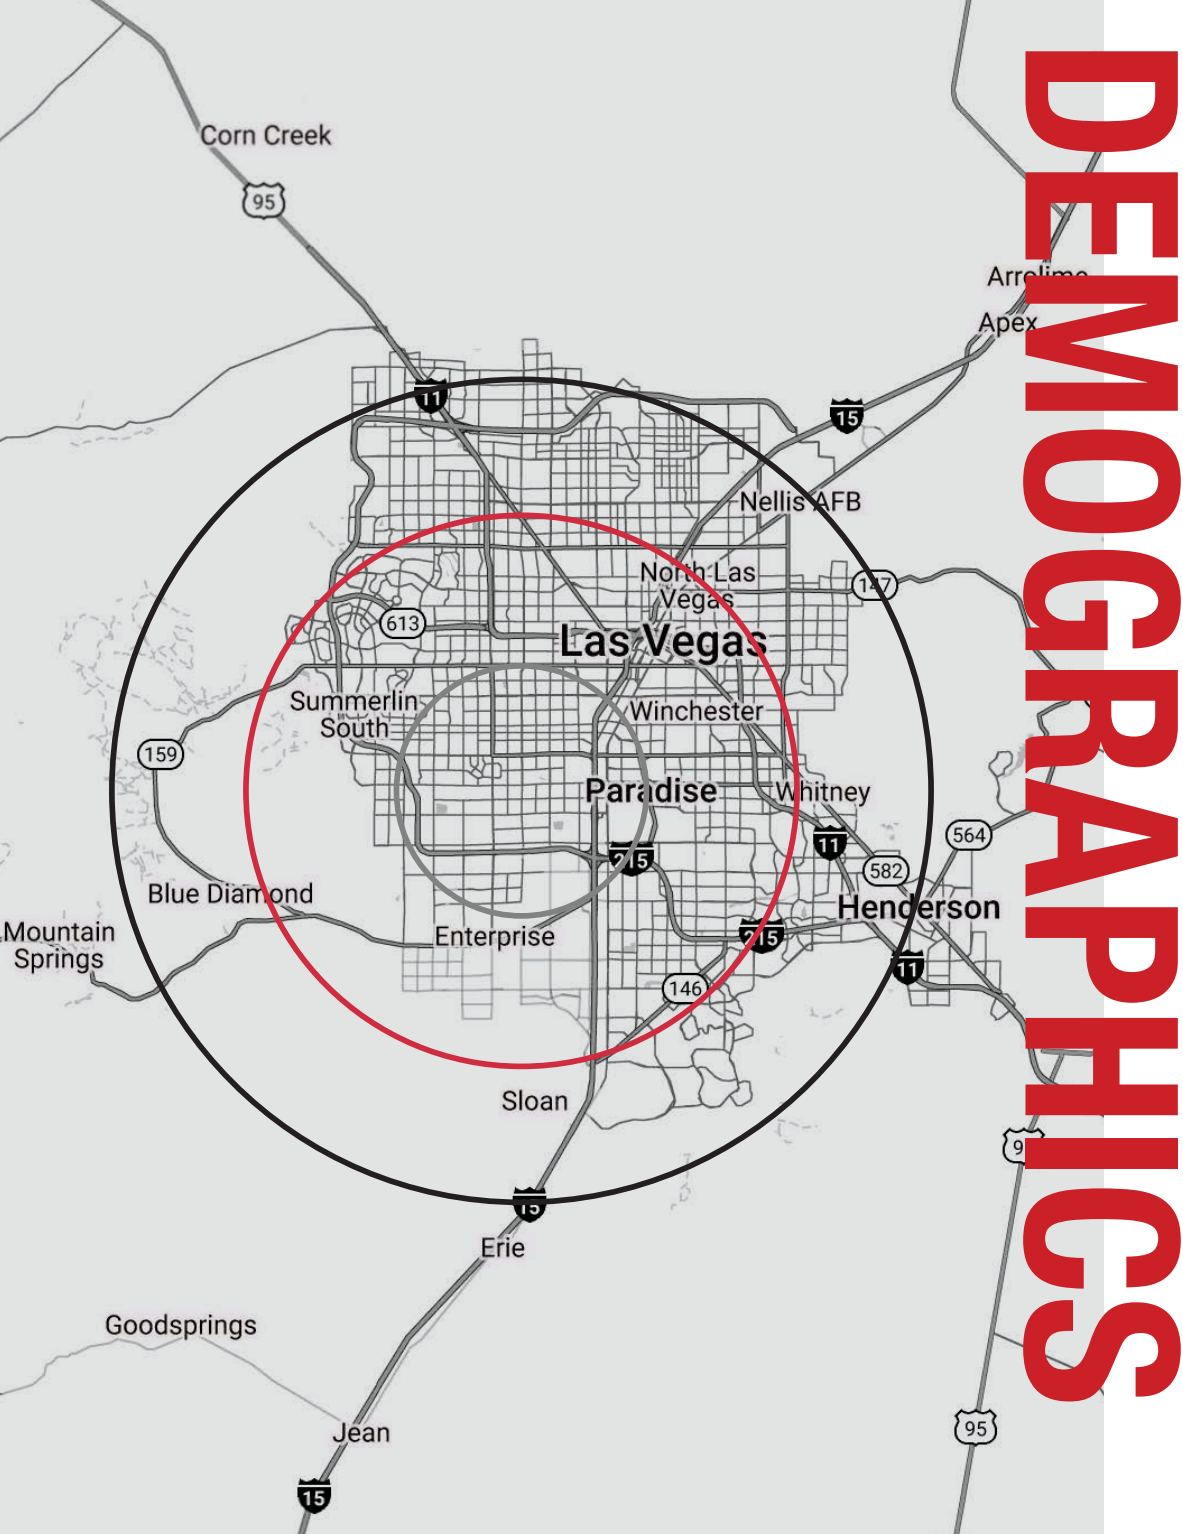 DEMOGRAPHICS
Corn Creek
95
Arrolime
Apex
11
15
Nellis AFB
North Las
Vegas
147
613
Las Vegas
Summerlin
South
Winchester
159
Paradise
Whitney
564
11
215
582
Blue Diamond
Henderson
Mountain
Springs
Enterprise
215
11
146
Sloan
9
15
Erie
Goodsprings
Jean
95
15